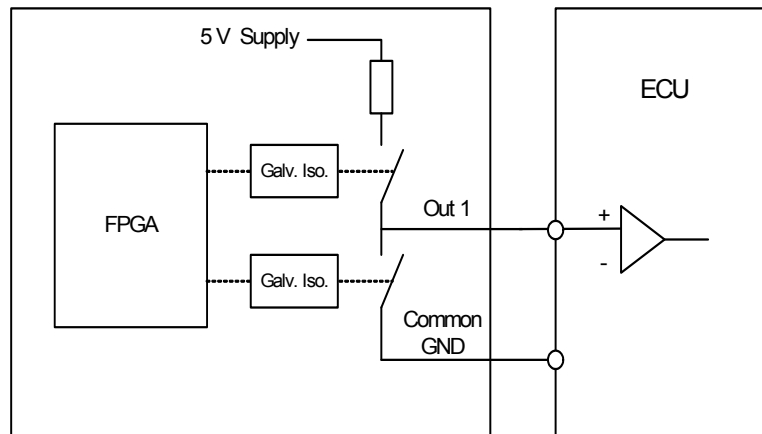 5 V Supply
ECU
Galv. Iso.
FPGA
Out 1
+
-
Galv. Iso.
Common
GND